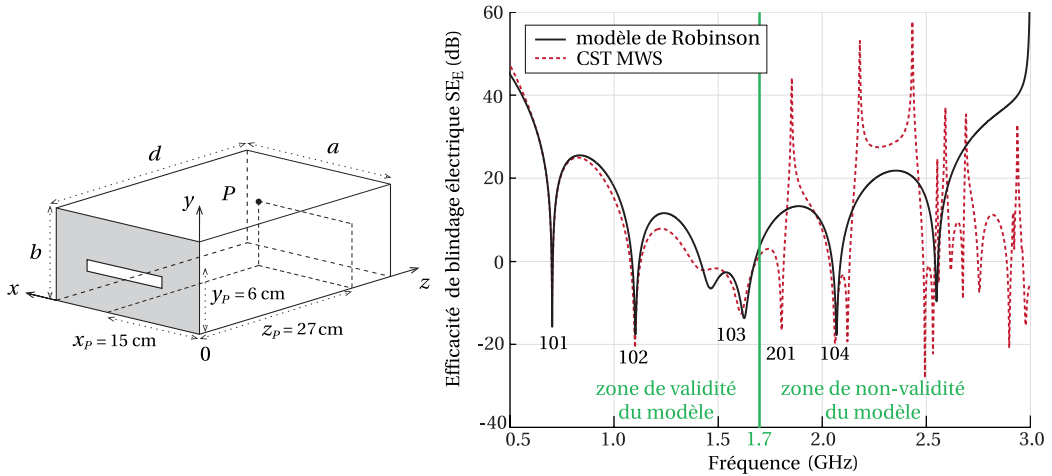 d
a
y
P
b
x
z
y_P = 6 cm
z_P = 27 cm
x_P = 15 cm
0
Efficacité de blindage électrique SE_E (dB)
60
40
20
0
-20
-40
modèle de Robinson
CST MWS
101
102
103
201
104
zone de validité
du modèle
zone de non-validité
du modèle
0.5
1.0
1.5
1.7
2.0
2.5
3.0
Fréquence (GHz)